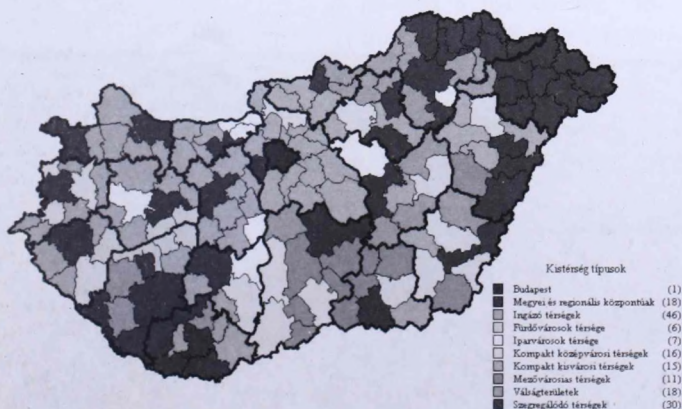 Kistérség típusok
Budapest (1)
Megyei és regionális központúak (18)
Ingázó térségek (46)
Fürdővárosok térsége (6)
Iparvárosok térsége (7)
Kompakt középvárosi térségek (16)
Kompakt kisvárosi térségek (15)
Mezővárosias térségek (11)
Válságterületek (18)
Szegregálódó térségek (30)